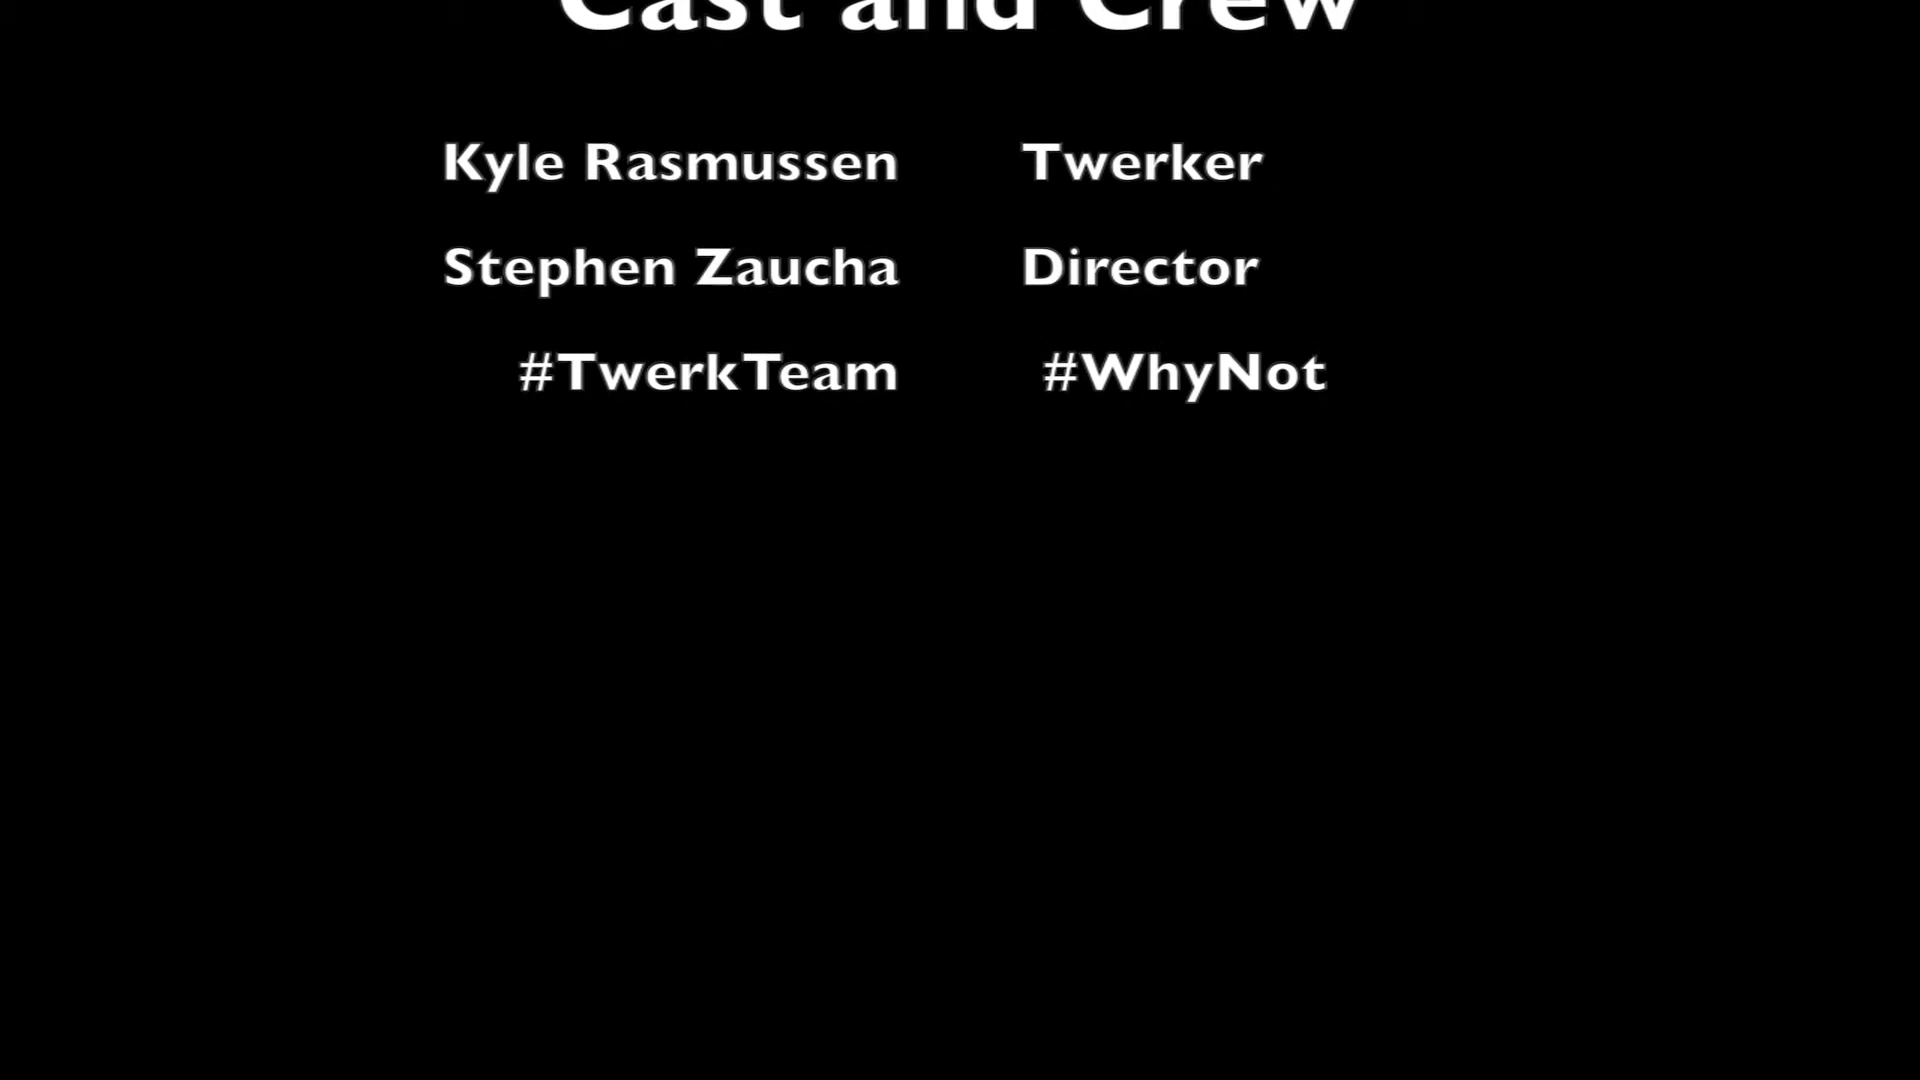 Cast and Crew
Kyle Rasmussen Twerker
Stephen Zaucha Director
#TwerkTeam #WhyNot